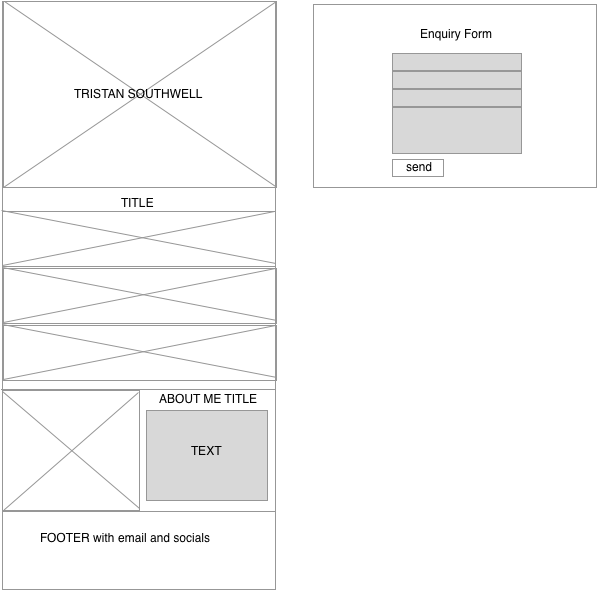 TRISTAN SOUTHWELL
TITLE
ABOUT ME TITLE
TEXT
FOOTER with email and socials
Enquiry Form
send